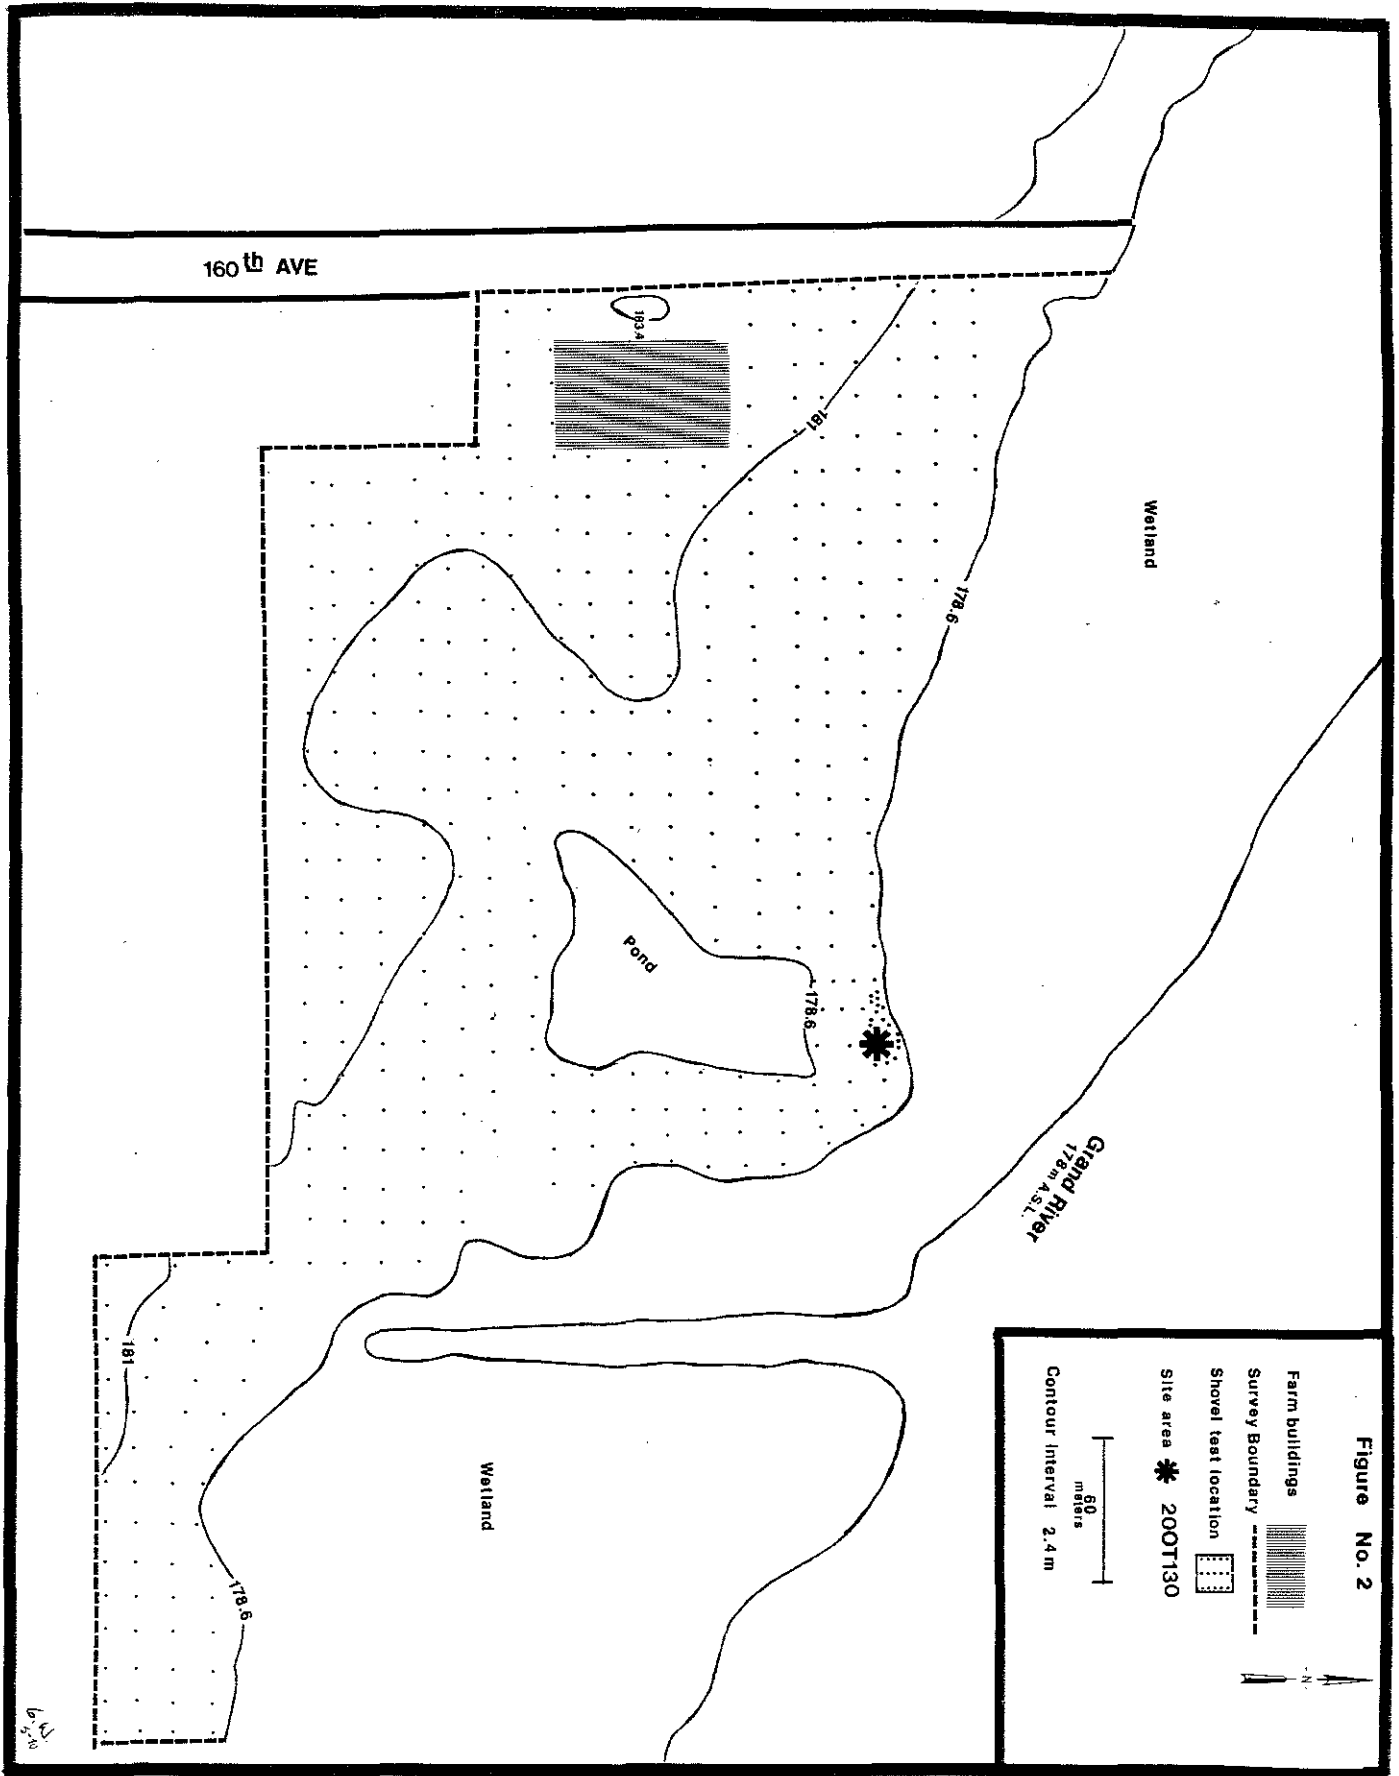 Figure No. 2
Farm buildings
Survey Boundary
Shovel test location
Site area 20OT130
60
meters
Contour Interval 2.4 m
N
160th AVE
183.4
181
178.6
Wetland
Pond
178.6
Grand River
178 m A.S.L.
181
178.6
Wetland